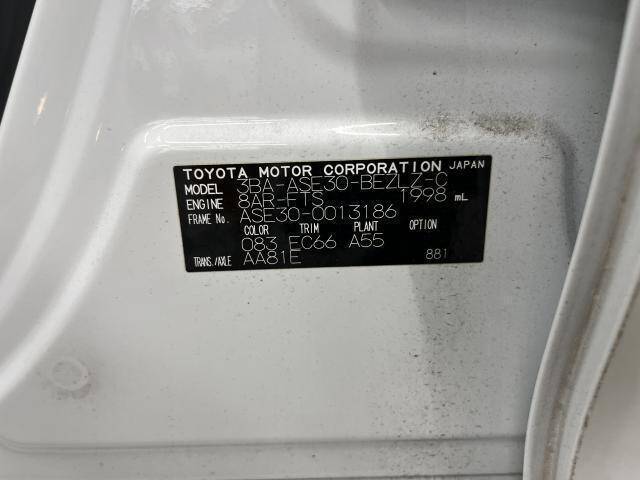 TOYOTA MOTOR CORPORATION JAPAN
MODEL 3BA-ASE30-BEZLZ-C
ENGINE 8AR-FTS 1998 mL
FRAME No. ASE30-0013186
COLOR TRIM PLANT OPTION
083 EC66 A55
TRANS./AXLE AA81E 881